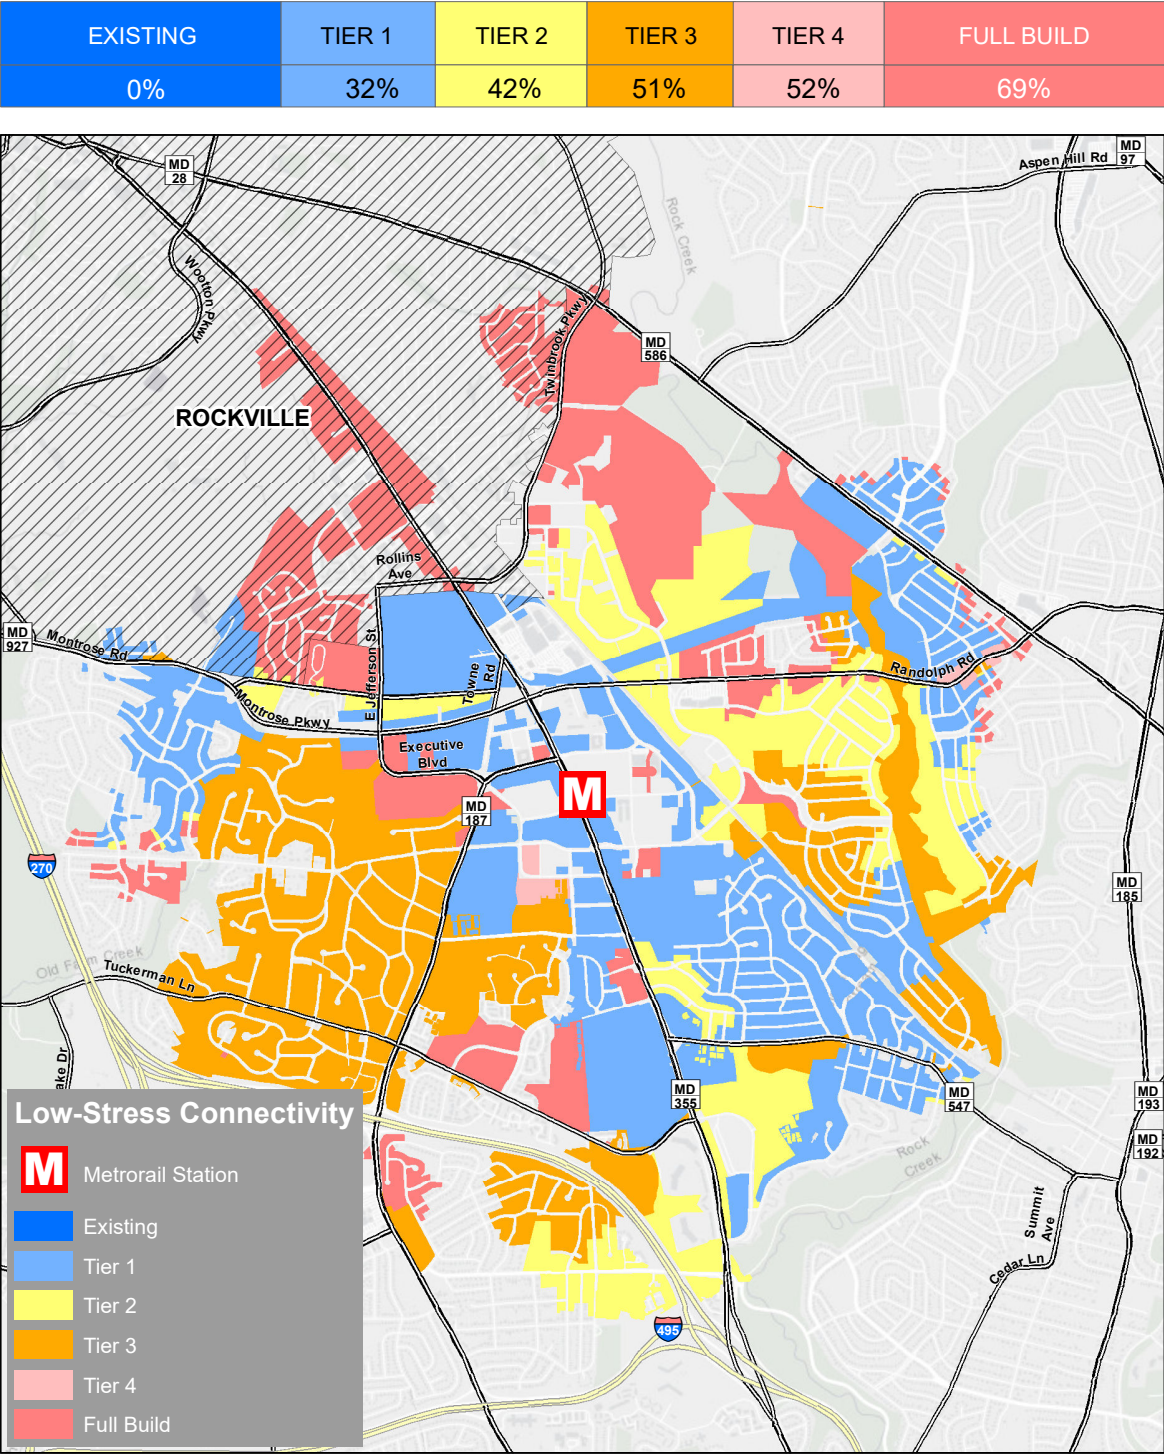 EXISTING TIER 1 TIER 2 TIER 3 TIER 4 FULL BUILD
0% 32% 42% 51% 52% 69%
MD
97
Aspen Hill Rd
MD
28
Rock Creek
Wootton Pkwy
Twinbrook Pkwy
MD
586
ROCKVILLE
Rollins
Ave
MD
927
Montrose Rd
E Jefferson St
Towne
Rd
Randolph Rd
Montrose Pkwy
Executive
Blvd
M
MD
187
270
MD
185
Old Farm Creek
Tuckerman Ln
ake Dr
MD
355
MD
547
MD
193
MD
192
Rock
Creek
Summit
Ave
Cedar Ln
495
Low-Stress Connectivity
M Metrorail Station
Existing
Tier 1
Tier 2
Tier 3
Tier 4
Full Build